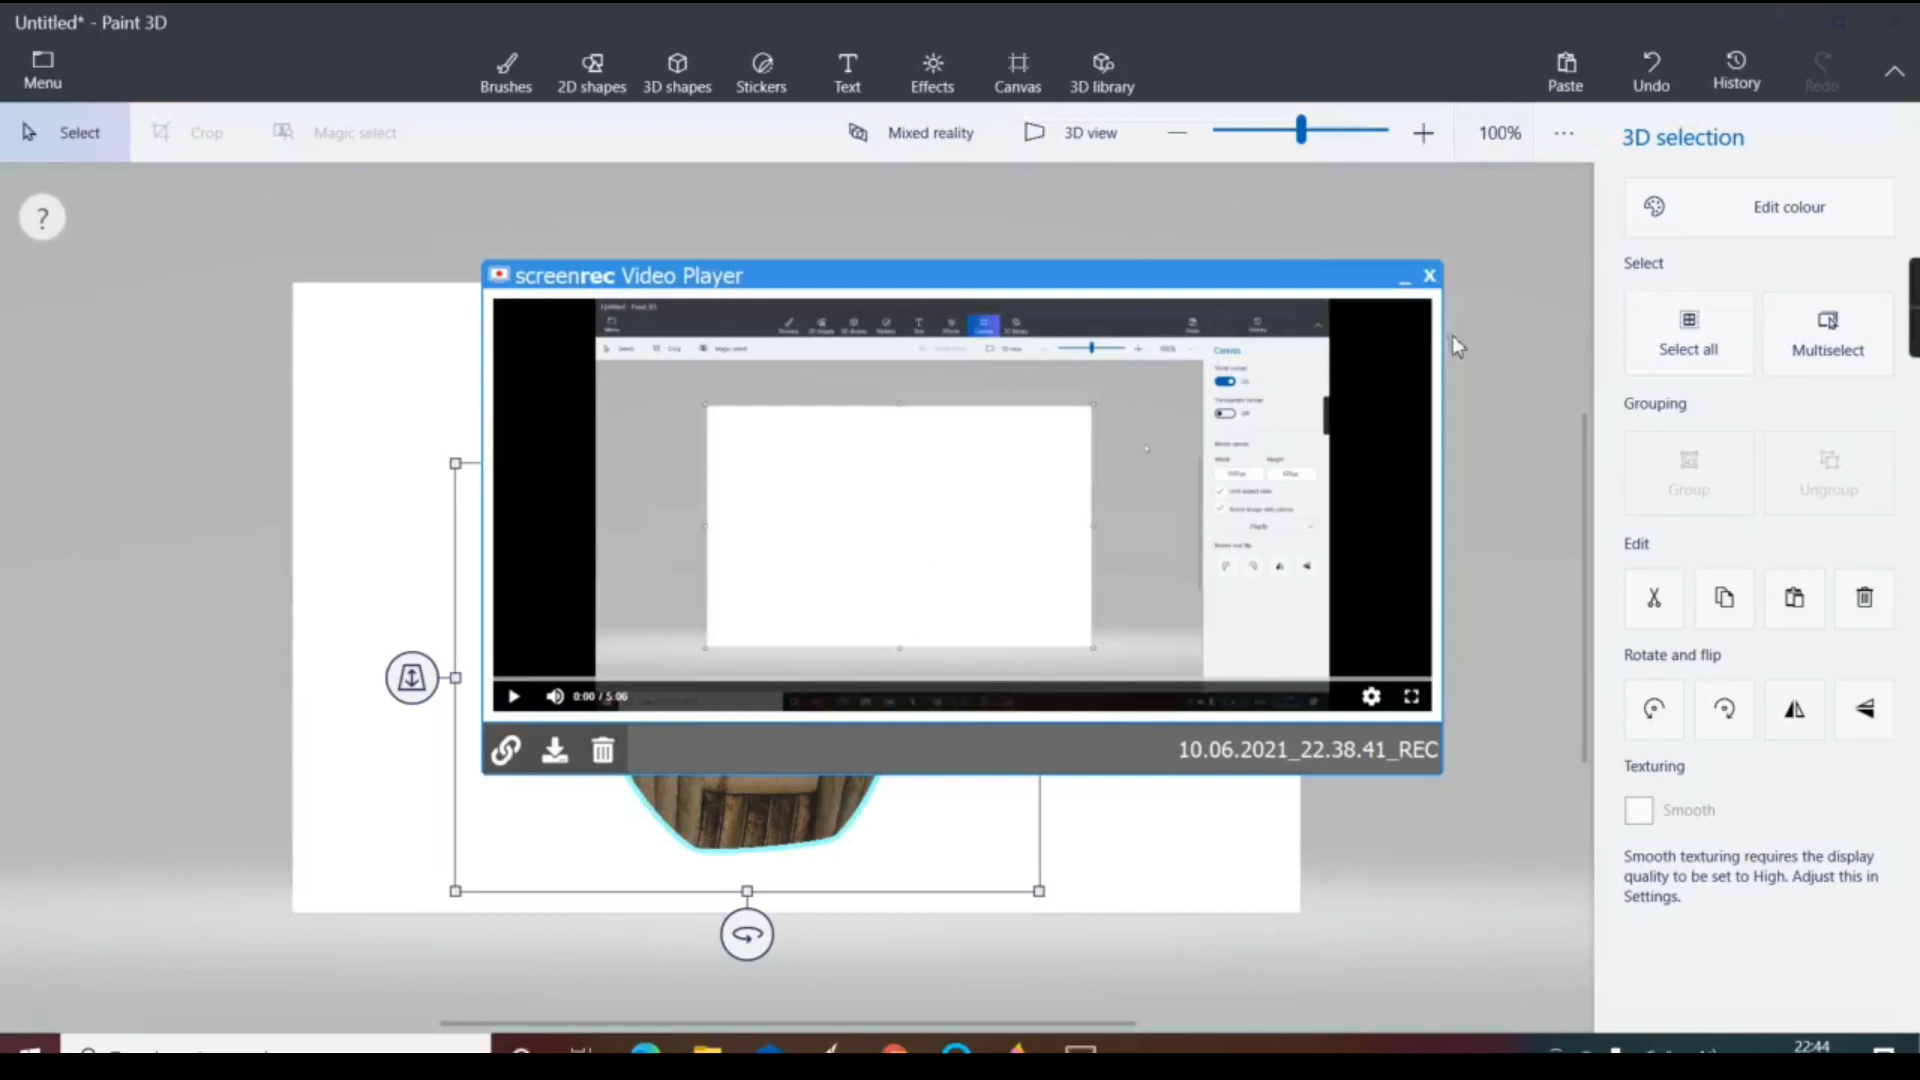 Untitled* - Paint 3D
Menu
Brushes
2D shapes
3D shapes
Stickers
Text
Effects
Canvas
3D library
Paste
Undo
History
Redo
Select
Crop
Magic select
Mixed reality
3D view
100%
3D selection
?
Edit colour
Select
Select all
Multiselect
Grouping
Group
Ungroup
Edit
Rotate and flip
Texturing
Smooth
Smooth texturing requires the display
quality to be set to High. Adjust this in
Settings.
screenrec Video Player
Canvas
0:00 / 5:06
10.06.2021_22.38.41_REC
22:44